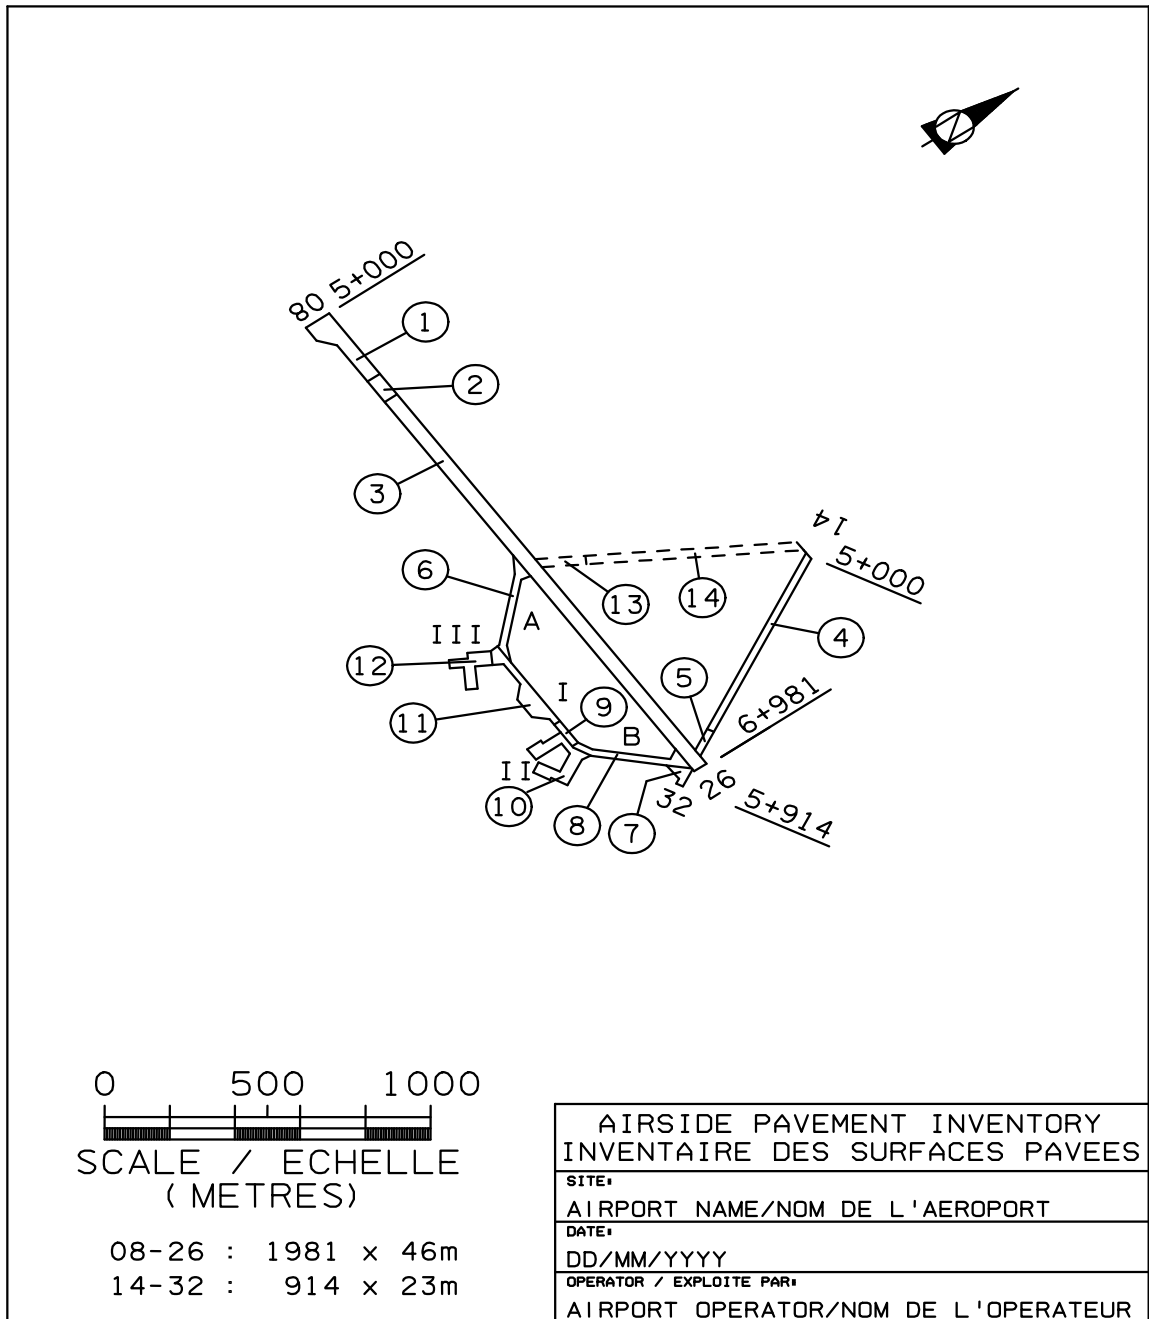 08
5+000
1
2
3
14
5+000
6
13
14
4
A
III
12
5
I
9
6+981
11
B
II
10
8
7
32
26
5+914
0 500 1000
SCALE / ECHELLE
(METRES)
08-26 : 1981 x 46m
14-32 : 914 x 23m
AIRSIDE PAVEMENT INVENTORY
INVENTAIRE DES SURFACES PAVEES
SITE:
AIRPORT NAME/NOM DE L'AEROPORT
DATE:
DD/MM/YYYY
OPERATOR / EXPLOITE PAR:
AIRPORT OPERATOR/NOM DE L'OPERATEUR